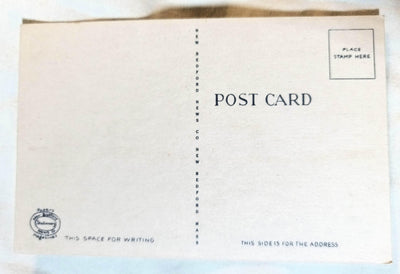 PLACE
STAMP HERE
POST CARD
NEW BEDFORD NEWS CO NEW BEDFORD MASS
THIS SPACE FOR WRITING
THIS SIDE IS FOR THE ADDRESS